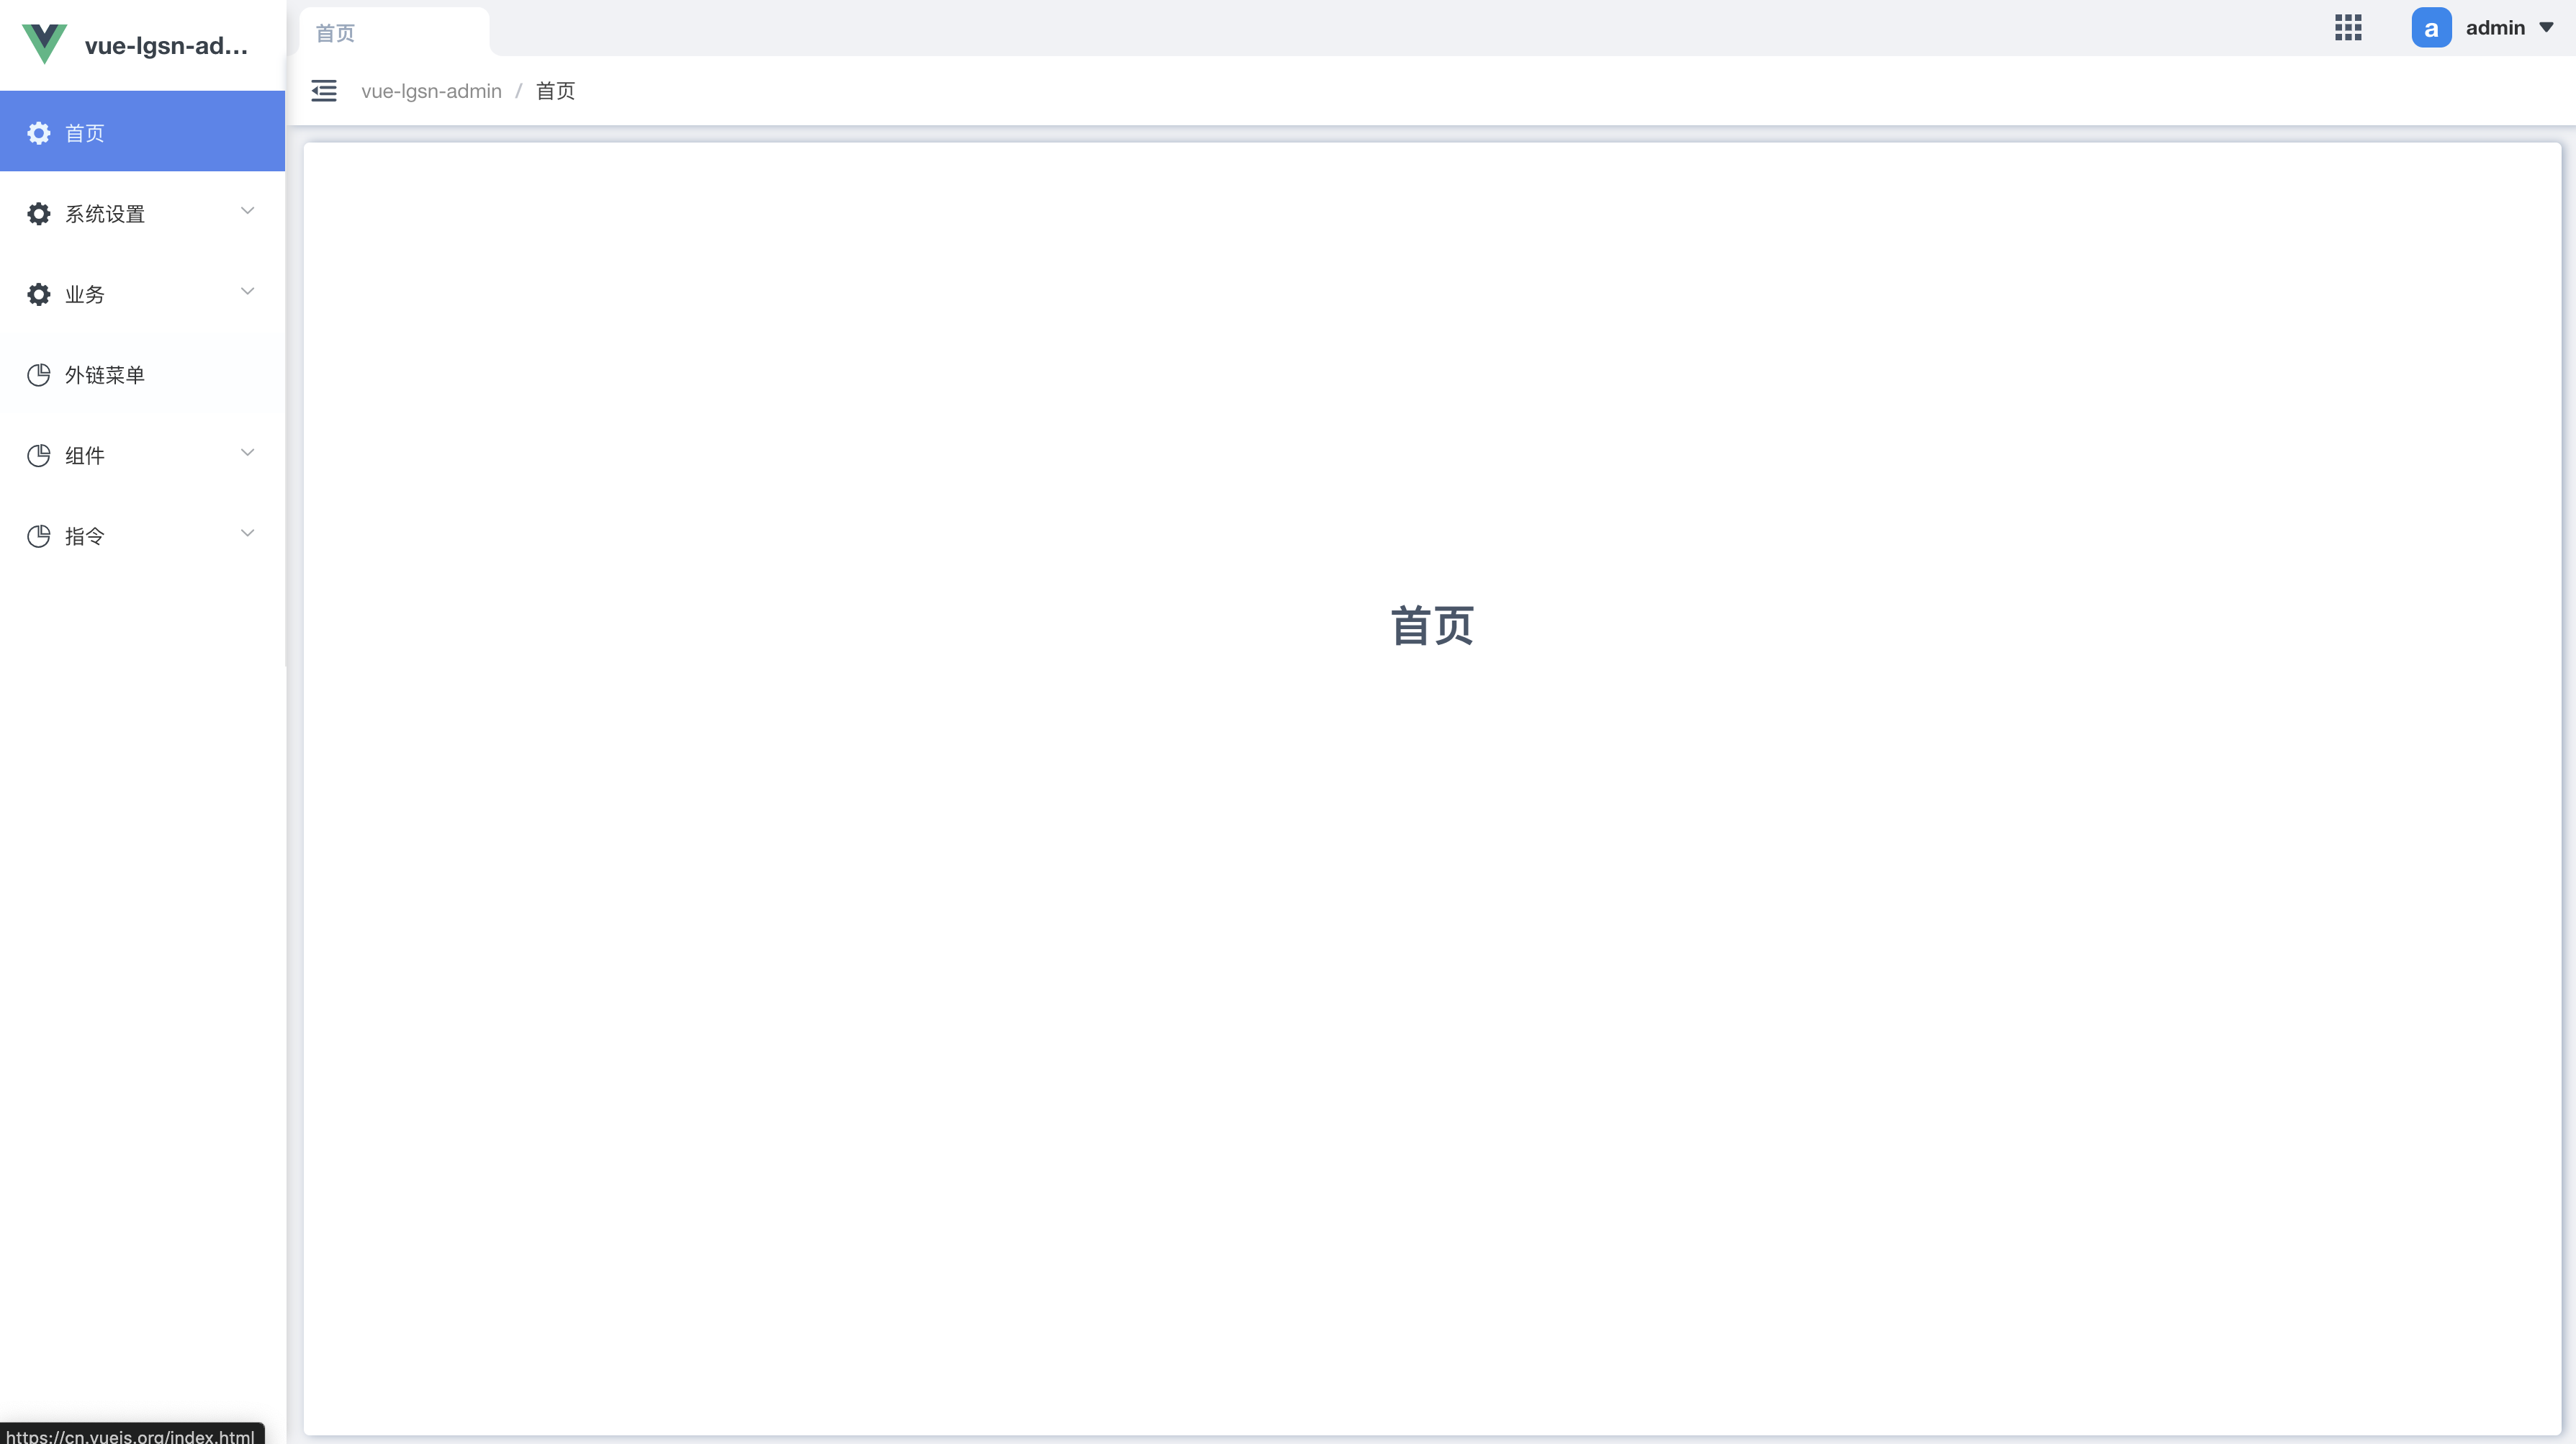 vue-lgsn-ad...
首页
a
admin
vue-lgsn-admin / 首页
首页
系统设置
业务
外链菜单
组件
指令
首页
https://cn.vuejs.org/index.html